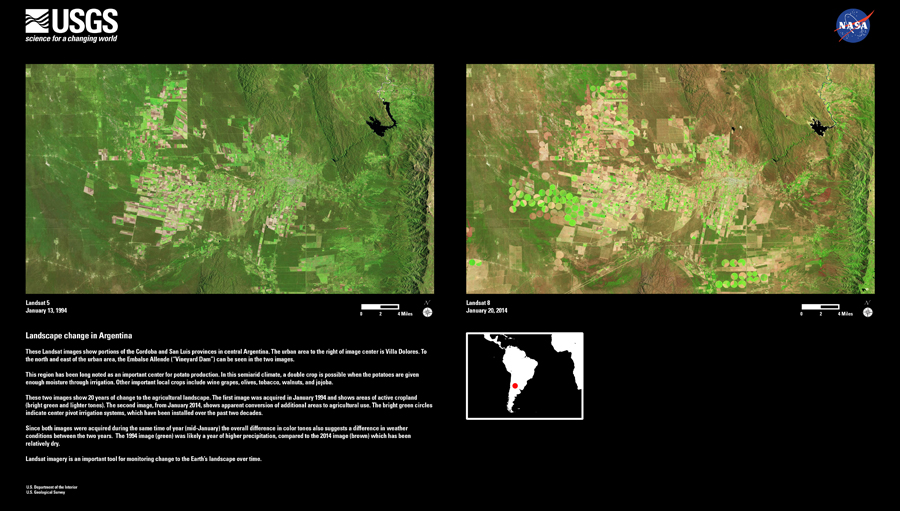 USGS
science for a changing world
NASA
Landsat 5
January 13, 1994
N
0 2 4 Miles
Landsat 8
January 20, 2014
N
0 2 4 Miles
Landscape change in Argentina
These Landsat images show portions of the Cordoba and San Luis provinces in central Argentina. The urban area to the right of image center is Villa Dolores. To
the north and east of the urban area, the Embalse Allende ("Vineyard Dam") can be seen in the two images.
This region has been long noted as an important center for potato production. In this semiarid climate, a double crop is possible when the potatoes are given
enough moisture through irrigation. Other important local crops include wine grapes, olives, tobacco, walnuts, and jojoba.
These two images show 20 years of change to the agricultural landscape. The first image was acquired in January 1994 and shows areas of active cropland
(bright green and lighter tones). The second image, from January 2014, shows apparent conversion of additional areas to agricultural use. The bright green circles
indicate center pivot irrigation systems, which have been installed over the past two decades.
Since both images were acquired during the same time of year (mid-January) the overall difference in color tones also suggests a difference in weather
conditions between the two years. The 1994 image (green) was likely a year of higher precipitation, compared to the 2014 image (brown) which has been
relatively dry.
Landsat imagery is an important tool for monitoring change to the Earth's landscape over time.
U.S. Department of the Interior
U.S. Geological Survey